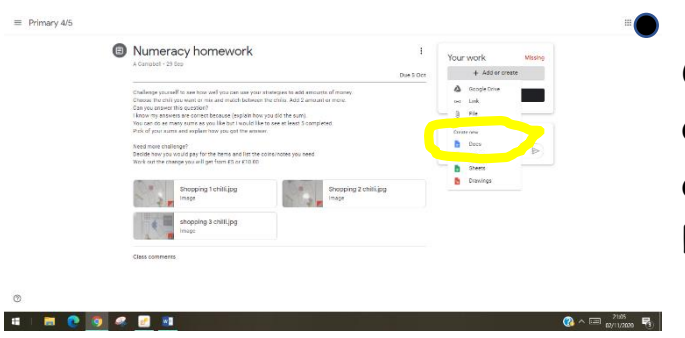 Primary 4/5
Numeracy homework
A Campbell - 29 Sep
Due 5 Oct
Challenge yourself to see how well you can use your strategies to add amounts of money.
Choose the chilli you want or mix and match between the chillis. Add 2 amounts or more.
Can you answer this question?
I know my answers are correct because (explain how you did the sum).
You can do as many sums as you like but I would like to see at least 3 completed.
Pick of your sums and explain how you got the answer.
Need more challenge?
Decide how you would pay for the items and list the coins/notes you need
Work out the change you will get from £5 or £10.00
Shopping 1 chilli.jpg
Image
Shopping 2 chilli.jpg
Image
shopping 3 chilli.jpg
Image
Class comments
Your work
Missing
+ Add or create
Google Drive
Link
File
Create new
Docs
Sheets
Drawings
21:05
02/11/2020